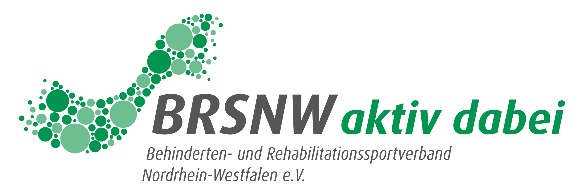 BRSNW aktiv dabei
Behinderten- und Rehabilitationssportverband
Nordrhein-Westfalen e.V.